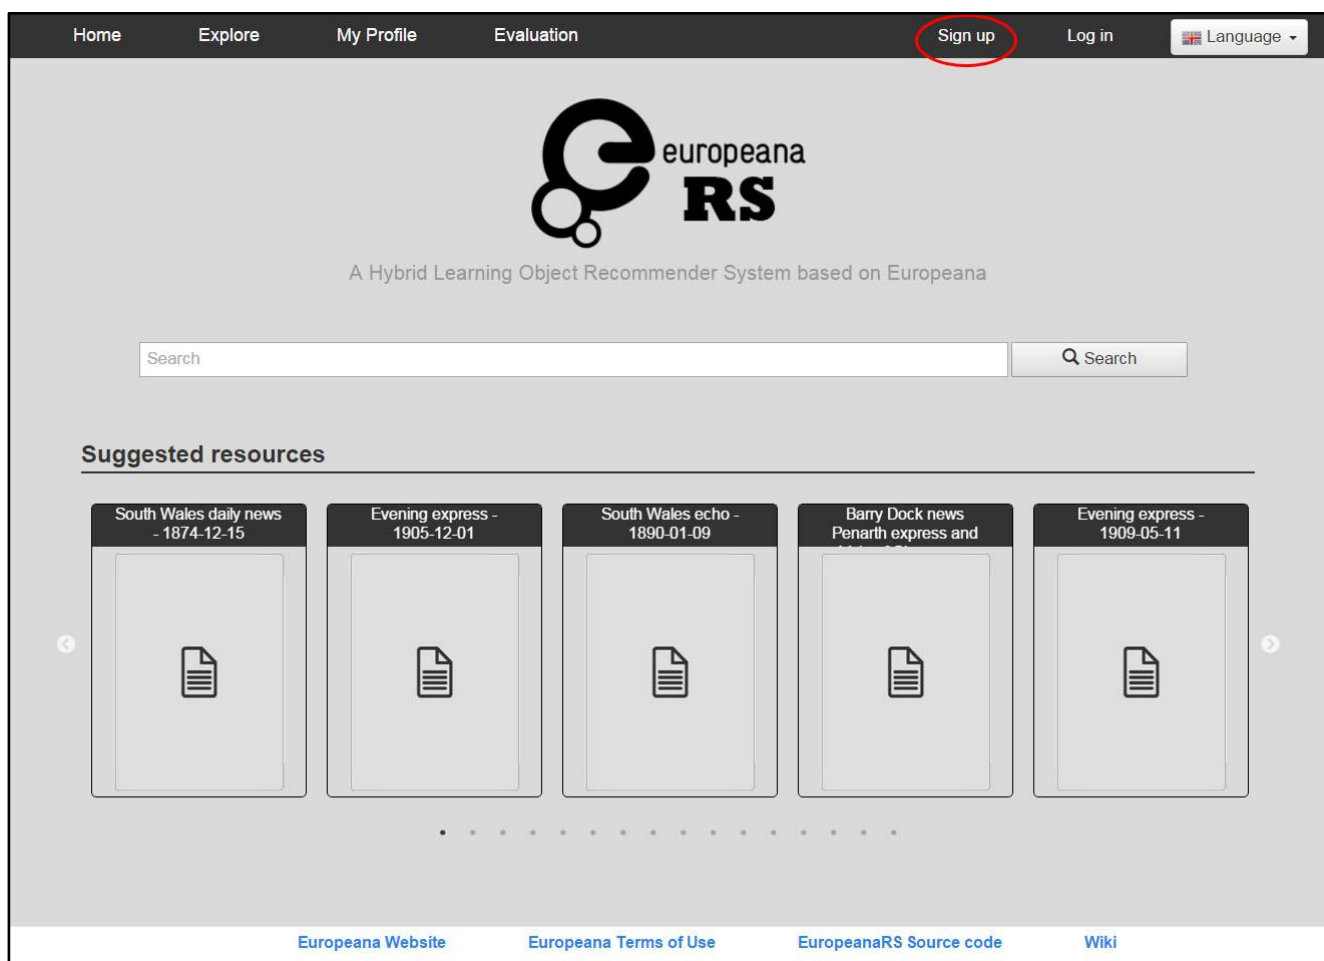 Home Explore My Profile Evaluation Sign up Log in Language
europeana
RS
A Hybrid Learning Object Recommender System based on Europeana
Search Search
Suggested resources
South Wales daily news
- 1874-12-15
Evening express -
1905-12-01
South Wales echo -
1890-01-09
Barry Dock news
Penarth express and
Evening express -
1909-05-11
Europeana Website Europeana Terms of Use EuropeanaRS Source code Wiki